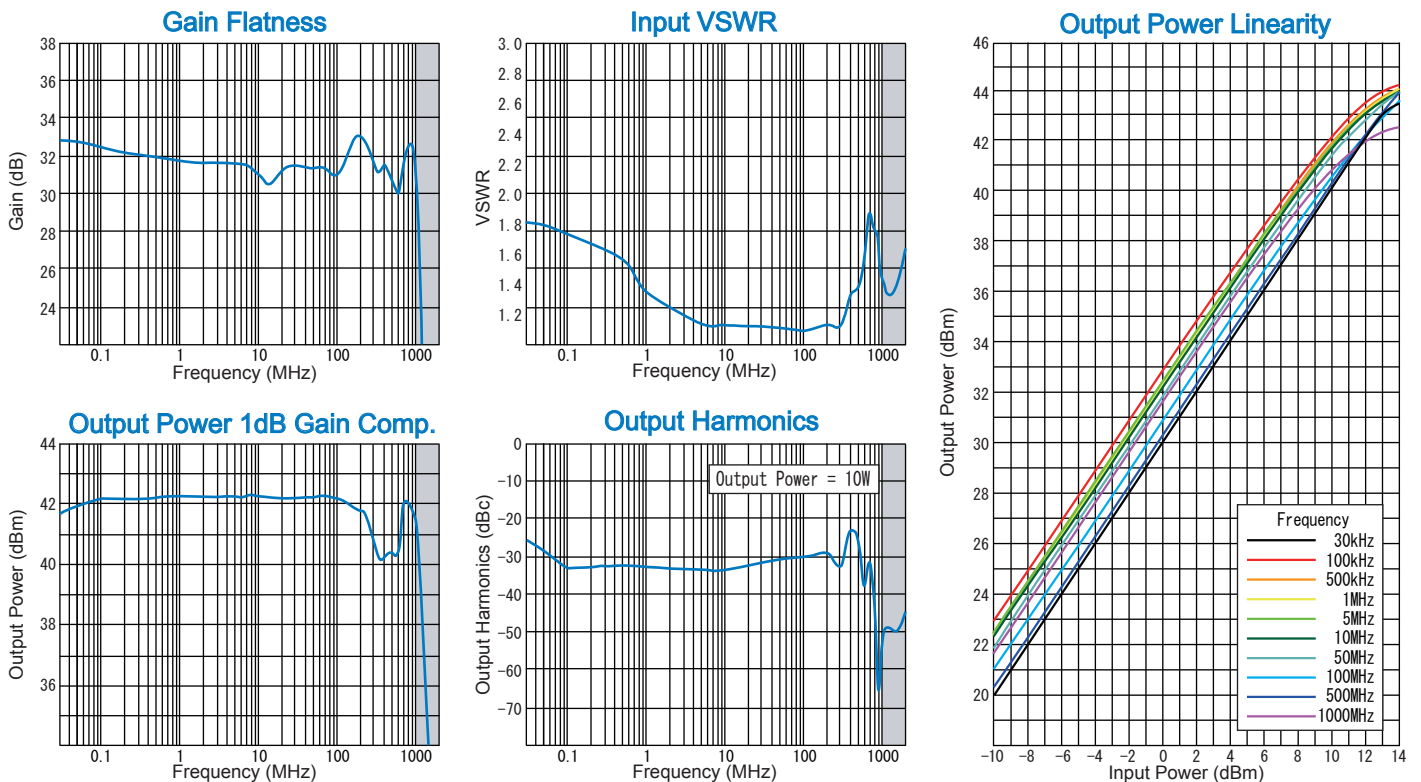 Gain Flatness
38
36
34
32
30
28
26
24
Gain (dB)
0.1 1 10 100 1000
Frequency (MHz)
Input VSWR
3.0
2.8
2.6
2.4
2.2
2.0
1.8
1.6
1.4
1.2
VSWR
0.1 1 10 100 1000
Frequency (MHz)
Output Power 1dB Gain Comp.
44
42
40
38
36
Output Power (dBm)
0.1 1 10 100 1000
Frequency (MHz)
Output Harmonics
0
-10
-20
-30
-40
-50
-60
-70
Output Harmonics (dBc)
Output Power = 10W
0.1 1 10 100 1000
Frequency (MHz)
Output Power Linearity
46
44
42
40
38
36
34
32
30
28
26
24
22
20
Output Power (dBm)
Frequency
30kHz
100kHz
500kHz
1MHz
5MHz
10MHz
50MHz
100MHz
500MHz
1000MHz
-10 -8 -6 -4 -2 0 2 4 6 8 10 12 14
Input Power (dBm)